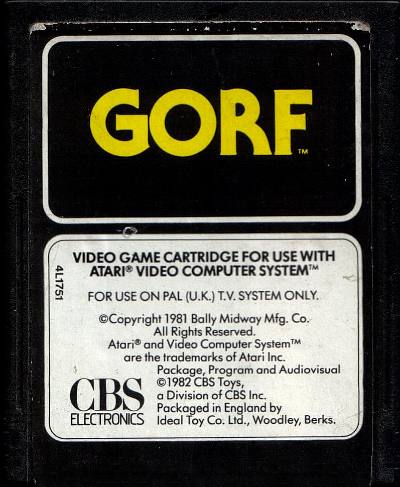 GORF™
VIDEO GAME CARTRIDGE FOR USE WITH
ATARI® VIDEO COMPUTER SYSTEM™
4L1751
FOR USE ON PAL (U.K.) T.V. SYSTEM ONLY.
©Copyright 1981 Bally Midway Mfg. Co.
All Rights Reserved.
Atari® and Video Computer System™
are the trademarks of Atari Inc.
Package, Program and Audiovisual
©1982 CBS Toys,
a Division of CBS Inc.
Packaged in England by
Ideal Toy Co. Ltd., Woodley, Berks.
CBS
ELECTRONICS